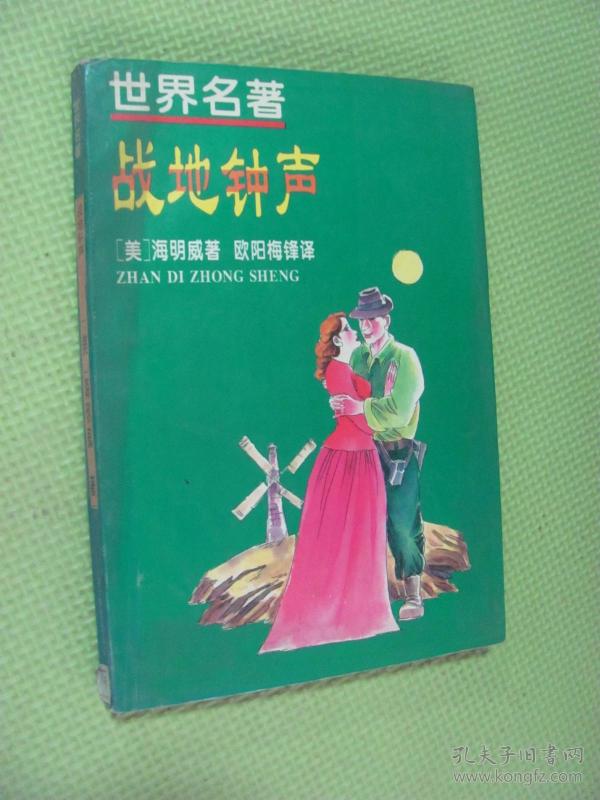 世界名著
战地钟声
[美]海明威著 欧阳梅锋译
ZHAN DI ZHONG SHENG
孔夫子旧書网
www.kongfz.com